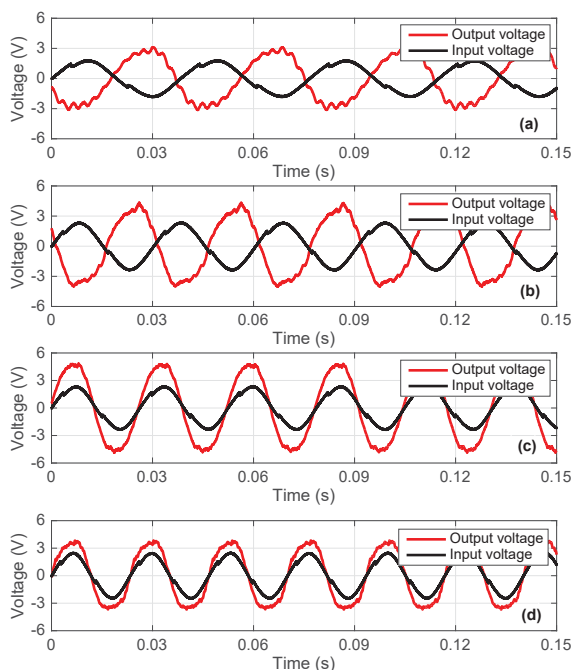 6
3
0
-3
-6
Voltage (V)
Output voltage
Input voltage
(a)
0
0.03
0.06
0.09
0.12
0.15
Time (s)
6
3
0
-3
-6
Voltage (V)
Output voltage
Input voltage
(b)
0
0.03
0.06
0.09
0.12
0.15
Time (s)
6
3
0
-3
-6
Voltage (V)
Output voltage
Input voltage
(c)
0
0.03
0.06
0.09
0.12
0.15
Time (s)
6
3
0
-3
-6
Voltage (V)
Output voltage
Input voltage
(d)
0
0.03
0.06
0.09
0.12
0.15
Time (s)